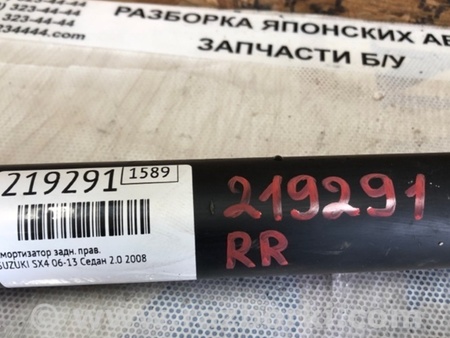 ) 323-44-44
РАЗБОРКА ЯПОНСКИХ АВ
323-44-44
234444.com
ЗАПЧАСТИ Б/У
219291
1589
219291
RR
мортизатор задн. прав.
SUZUKI SX4 06-13 Седан 2.0 2008